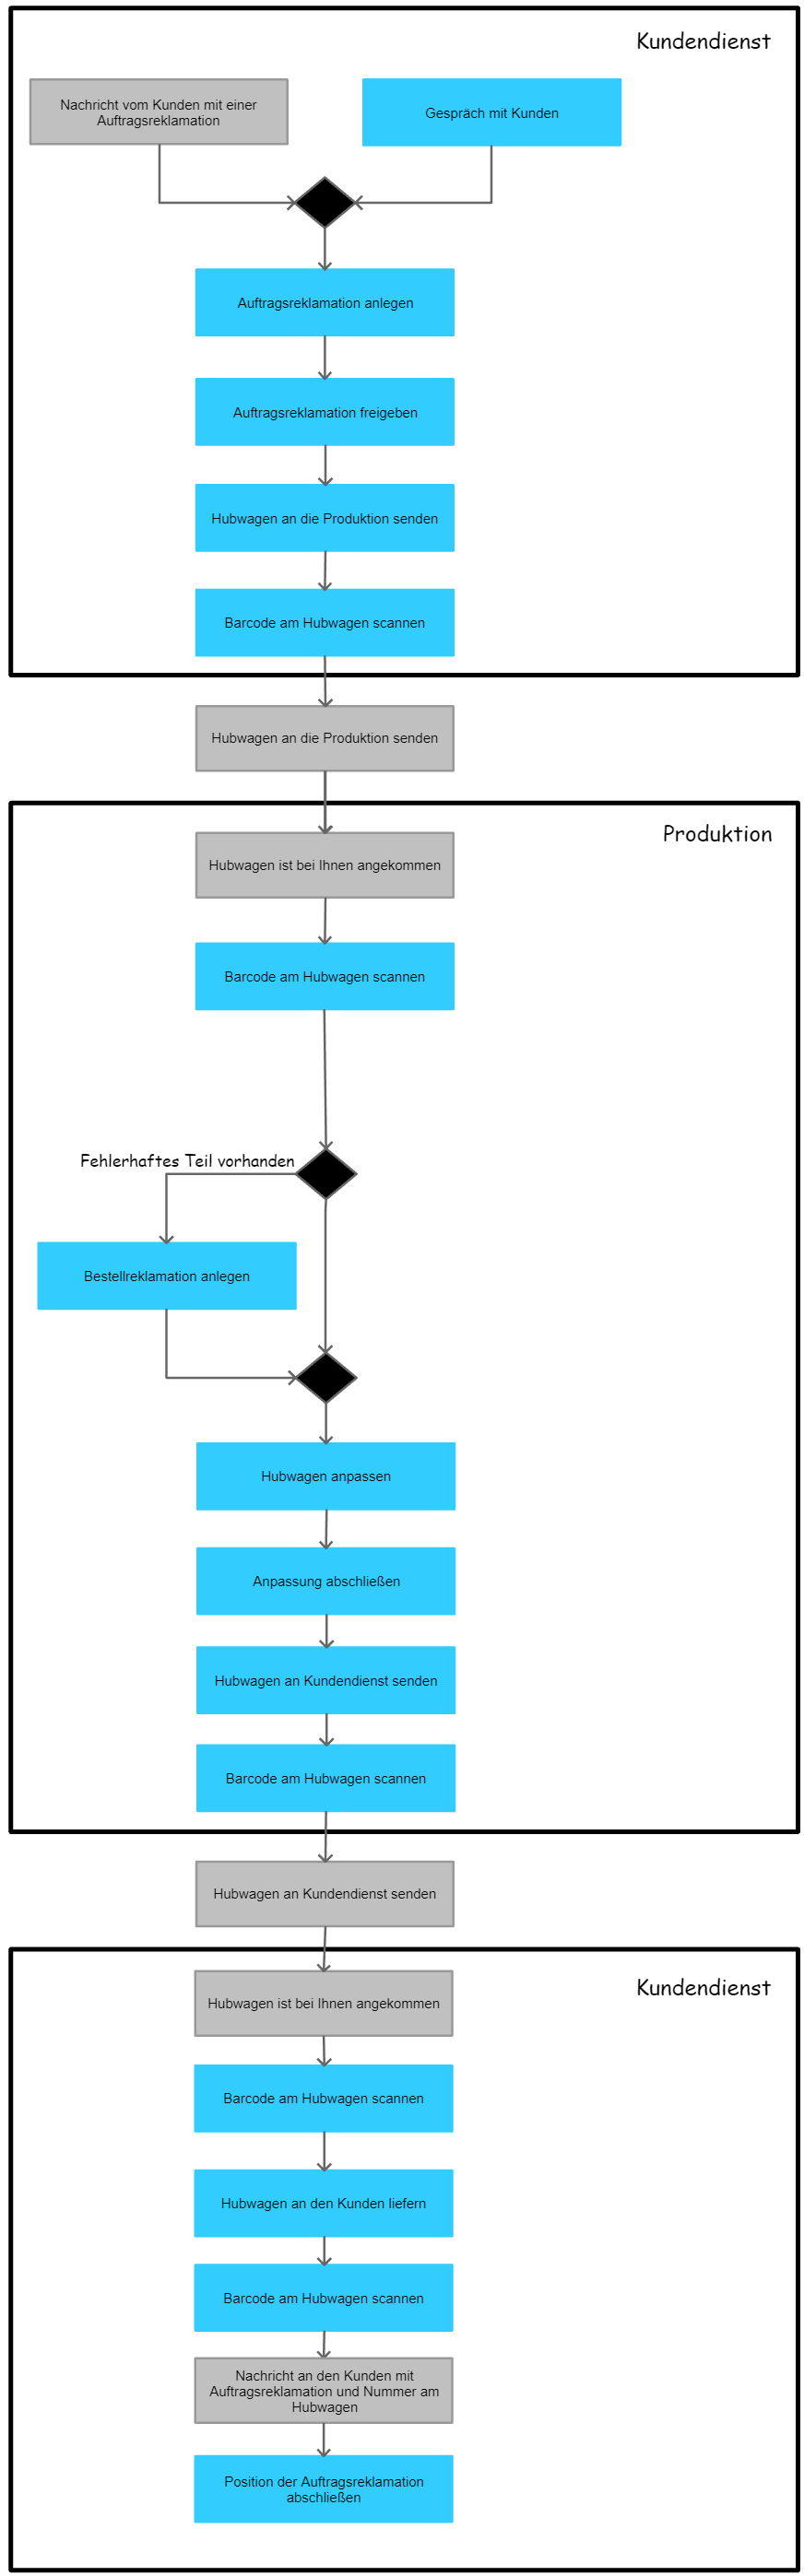 Kundendienst
Nachricht vom Kunden mit einer
Auftragsreklamation
Gespräch mit Kunden
Auftragsreklamation anlegen
Auftragsreklamation freigeben
Hubwagen an die Produktion senden
Barcode am Hubwagen scannen
Hubwagen an die Produktion senden
Produktion
Hubwagen ist bei Ihnen angekommen
Barcode am Hubwagen scannen
Fehlerhaftes Teil vorhanden
Bestellreklamation anlegen
Hubwagen anpassen
Anpassung abschließen
Hubwagen an Kundendienst senden
Barcode am Hubwagen scannen
Hubwagen an Kundendienst senden
Kundendienst
Hubwagen ist bei Ihnen angekommen
Barcode am Hubwagen scannen
Hubwagen an den Kunden liefern
Barcode am Hubwagen scannen
Nachricht an den Kunden mit
Auftragsreklamation und Nummer am
Hubwagen
Position der Auftragsreklamation
abschließen